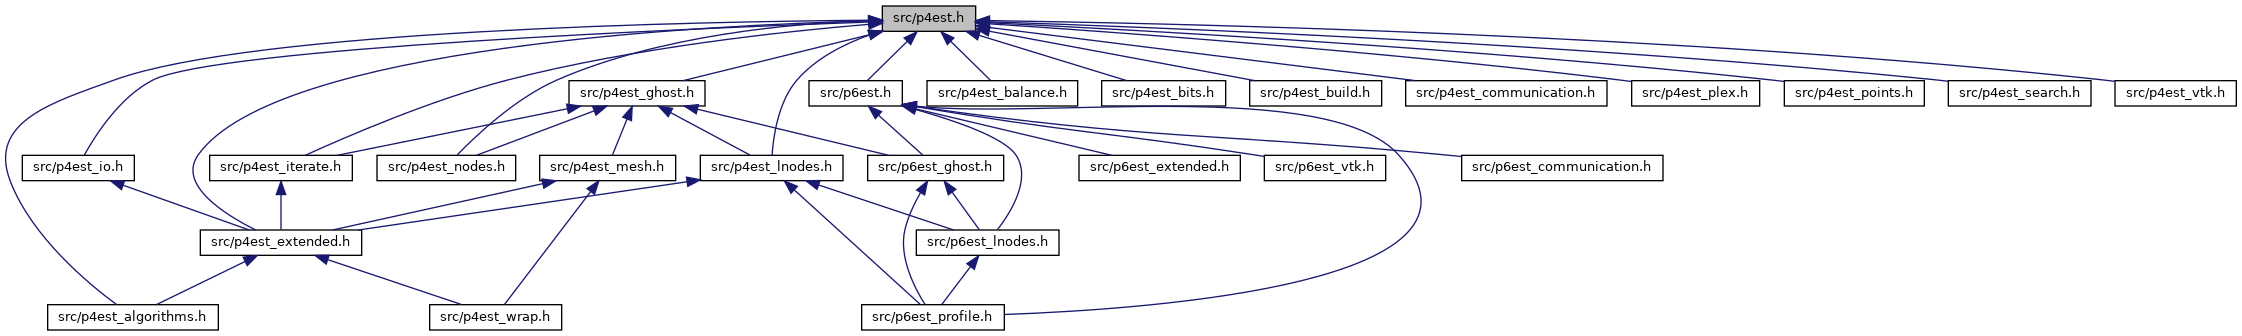 src/p4est.h
src/p4est_ghost.h
src/p6est.h
src/p4est_balance.h
src/p4est_bits.h
src/p4est_build.h
src/p4est_communication.h
src/p4est_plex.h
src/p4est_points.h
src/p4est_search.h
src/p4est_vtk.h
src/p4est_io.h
src/p4est_iterate.h
src/p4est_nodes.h
src/p4est_mesh.h
src/p4est_lnodes.h
src/p6est_ghost.h
src/p6est_extended.h
src/p6est_vtk.h
src/p6est_communication.h
src/p4est_extended.h
src/p6est_lnodes.h
src/p4est_algorithms.h
src/p4est_wrap.h
src/p6est_profile.h